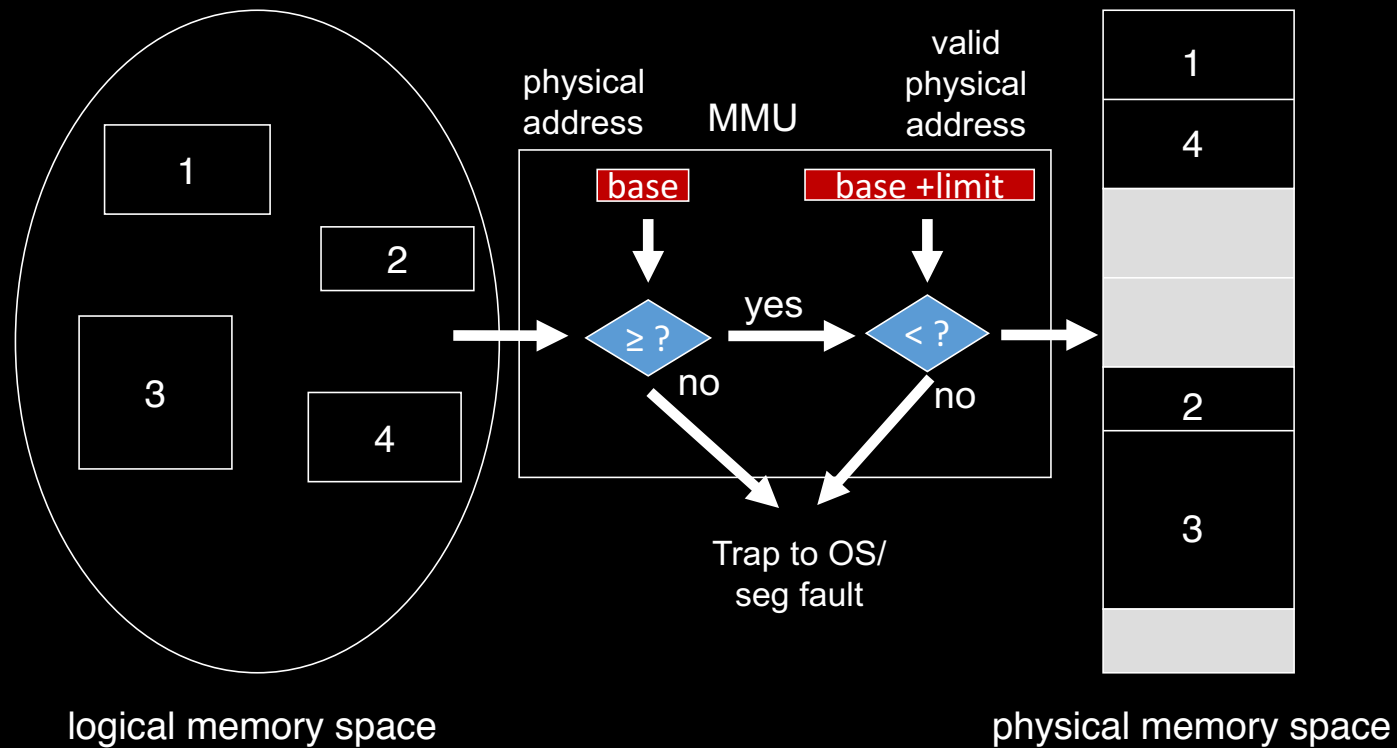 1
2
3
4
logical memory space
physical
address
MMU
valid
physical
address
base
base +limit
≥ ?
yes
< ?
no
no
Trap to OS/
seg fault
1
4
2
3
physical memory space